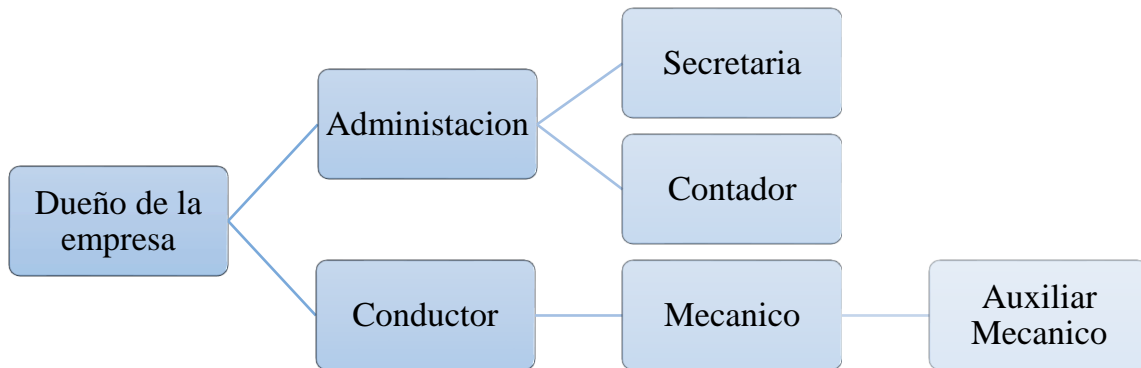 Secretaria
Administacion
Contador
Dueño de la
empresa
Conductor
Mecanico
Auxiliar
Mecanico